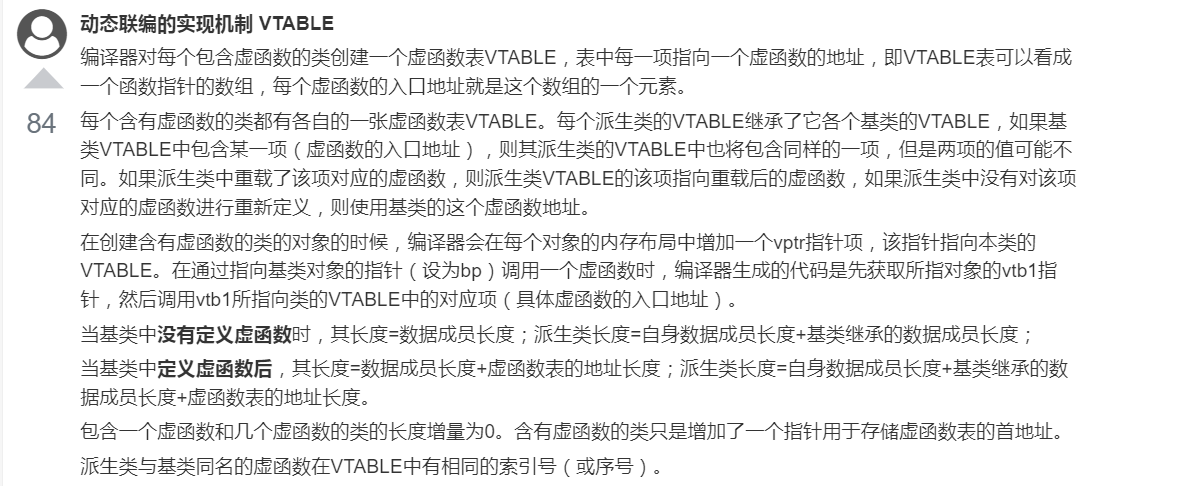 动态联编的实现机制 VTABLE
编译器对每个包含虚函数的类创建一个虚函数表VTABLE，表中每一项指向一个虚函数的地址，即VTABLE表可以看成
一个函数指针的数组，每个虚函数的入口地址就是这个数组的一个元素。
84
每个含有虚函数的类都有各自的一张虚函数表VTABLE。每个派生类的VTABLE继承了它各个基类的VTABLE，如果基
类VTABLE中包含某一项（虚函数的入口地址），则其派生类的VTABLE中也将包含同样的一项，但是两项的值可能不
同。如果派生类中重载了该项对应的虚函数，则派生类VTABLE的该项指向重载后的虚函数，如果派生类中没有对该项
对应的虚函数进行重新定义，则使用基类的这个虚函数地址。
在创建含有虚函数的类的对象的时候，编译器会在每个对象的内存布局中增加一个vptr指针项，该指针指向本类的
VTABLE。在通过指向基类对象的指针（设为bp）调用一个虚函数时，编译器生成的代码是先获取所指对象的vtb1指
针，然后调用vtb1所指向类的VTABLE中的对应项（具体虚函数的入口地址）。
当基类中没有定义虚函数时，其长度=数据成员长度；派生类长度=自身数据成员长度+基类继承的数据成员长度；
当基类中定义虚函数后，其长度=数据成员长度+虚函数表的地址长度；派生类长度=自身数据成员长度+基类继承的数
据成员长度+虚函数表的地址长度。
包含一个虚函数和几个虚函数的类的长度增量为0。含有虚函数的类只是增加了一个指针用于存储虚函数表的首地址。
派生类与基类同名的虚函数在VTABLE中有相同的索引号（或序号）。